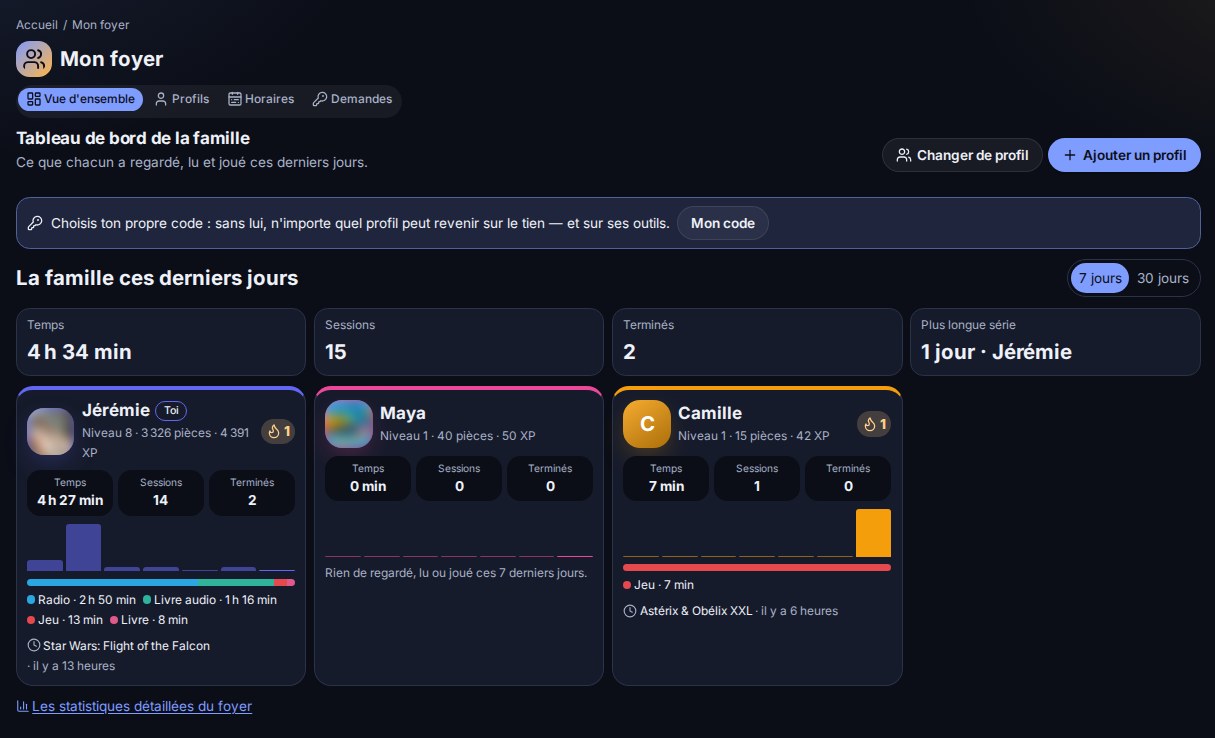 Accueil / Mon foyer
Mon foyer
Vue d'ensemble Profils Horaires Demandes
Tableau de bord de la famille
Ce que chacun a regardé, lu et joué ces derniers jours.
Changer de profil + Ajouter un profil
Choisis ton propre code : sans lui, n'importe quel profil peut revenir sur le tien — et sur ses outils. Mon code
La famille ces derniers jours
7 jours 30 jours
Temps
4 h 34 min
Sessions
15
Terminés
2
Plus longue série
1 jour · Jérémie
Jérémie Toi
Niveau 8 · 3 326 pièces · 4 391
XP
1
Temps Sessions Terminés
4 h 27 min 14 2
Radio · 2 h 50 min Livre audio · 1 h 16 min
Jeu · 13 min Livre · 8 min
Star Wars: Flight of the Falcon
· il y a 13 heures
Maya
Niveau 1 · 40 pièces · 50 XP
Temps Sessions Terminés
0 min 0 0
Rien de regardé, lu ou joué ces 7 derniers jours.
C
Camille
Niveau 1 · 15 pièces · 42 XP
1
Temps Sessions Terminés
7 min 1 0
Jeu · 7 min
Astérix & Obélix XXL · il y a 6 heures
Les statistiques détaillées du foyer